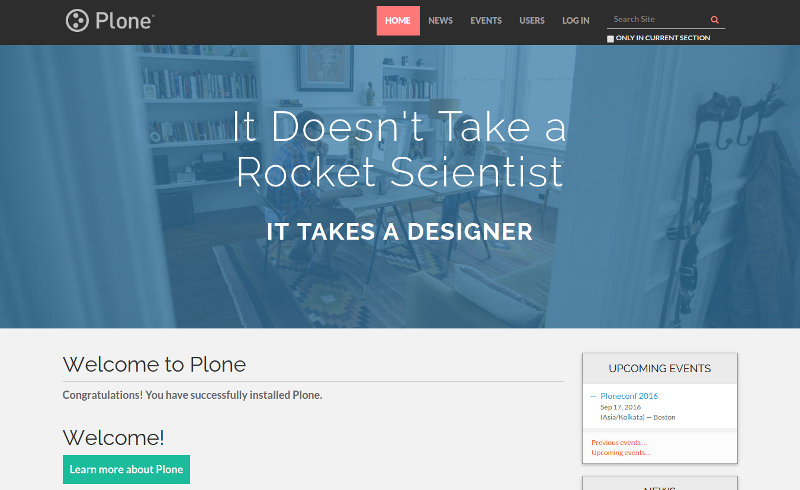 Plone
HOME NEWS EVENTS USERS LOG IN
Search Site
ONLY IN CURRENT SECTION
It Doesn't Take a
Rocket Scientist
IT TAKES A DESIGNER
Welcome to Plone
Congratulations! You have successfully installed Plone.
Welcome!
Learn more about Plone
UPCOMING EVENTS
Ploneconf 2016
Sep 17, 2016
(Asia/Kolkata) — Boston
Previous events…
Upcoming events…
NEWS